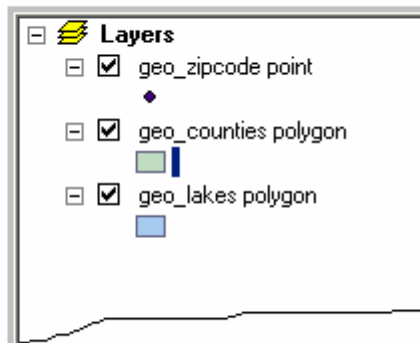 Layers
geo_zipcode point
geo_counties polygon
geo_lakes polygon